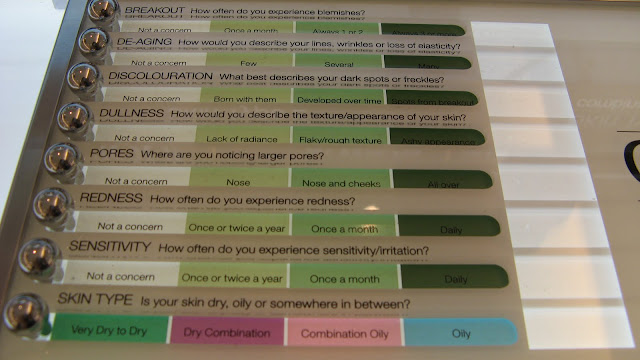 BREAKOUT How often do you experience blemishes?
Not a concern Once a month Always 1 or 2
DE-AGING How would you describe your lines, wrinkles or loss of elasticity?
Not a concern Few Several Many
DISCOLOURATION What best describes your dark spots or freckles?
Not a concern Born with them Developed over time Spots from breakout
DULLNESS How would you describe the texture/appearance of your skin?
Not a concern Lack of radiance Flaky/rough texture Ashy appearance
PORES Where are you noticing larger pores?
Not a concern Nose Nose and cheeks All over
REDNESS How often do you experience redness?
Not a concern Once or twice a year Once a month Daily
SENSITIVITY How often do you experience sensitivity/irritation?
Not a concern Once or twice a year Once a month Daily
SKIN TYPE Is your skin dry, oily or somewhere in between?
Very Dry to Dry Dry Combination Combination Oily Oily